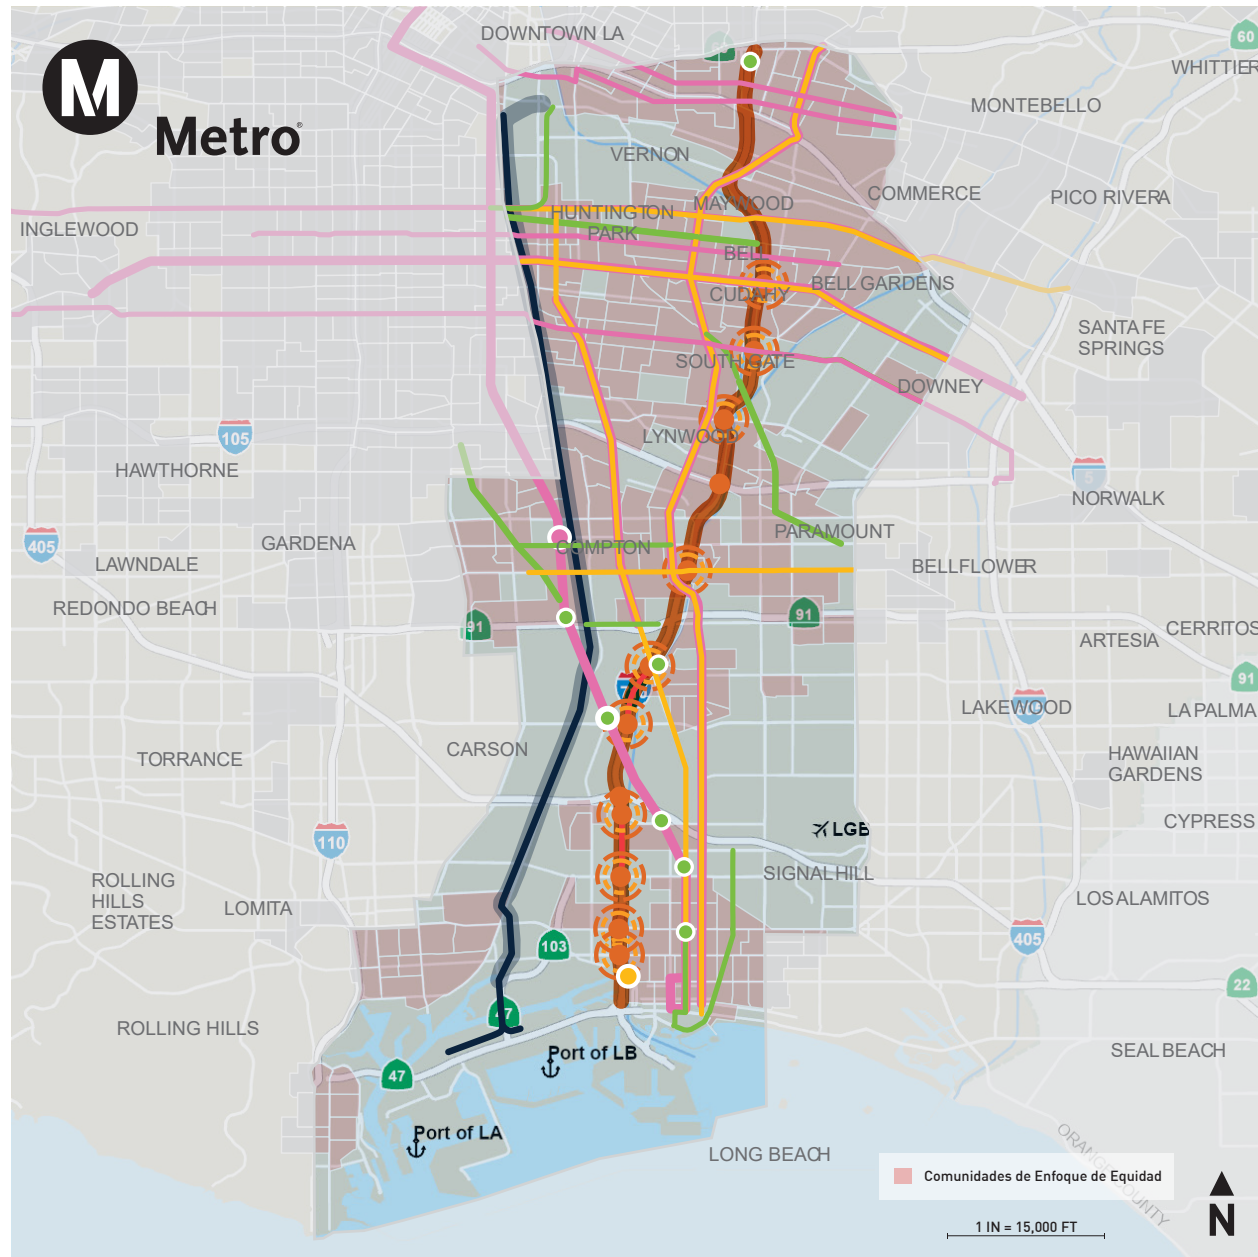 DOWNTOWN LA
60
WHITTIER
M
Metro
MONTEBELLO
VERNON
COMMERCE
PICO RIVERA
MAYWOOD
HUNTINGTON
PARK
INGLEWOOD
BELL
BELL GARDENS
CUDAHY
SANTA FE
SPRINGS
SOUTH GATE
DOWNEY
105
LYNWOOD
HAWTHORNE
5
NORWALK
405
GARDENA
COMPTON
PARAMOUNT
LAWNDALE
BELLFLOWER
REDONDO BEACH
91
91
ARTESIA
CERRITOS
91
LAKEWOOD
LA PALMA
TORRANCE
CARSON
HAWAIIAN
GARDENS
110
LGB
CYPRESS
ROLLING
HILLS
ESTATES
LOMITA
SIGNAL HILL
LOS ALAMITOS
103
405
22
47
ROLLING HILLS
Port of LB
SEAL BEACH
47
Port of LA
LONG BEACH
ORANGE COUNTY
Comunidades de Enfoque de Equidad
1 IN = 15,000 FT
N